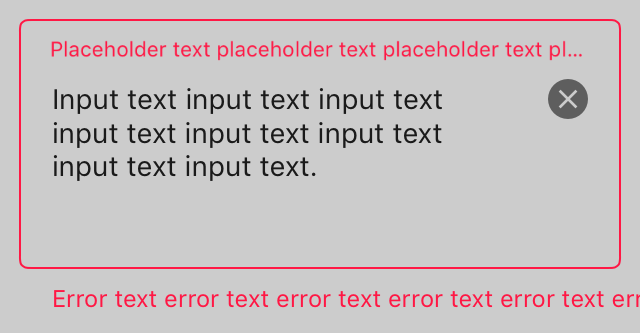 Placeholder text placeholder text placeholder text pl...
Input text input text input text
input text input text input text
input text input text.
Error text error text error text error text error text err